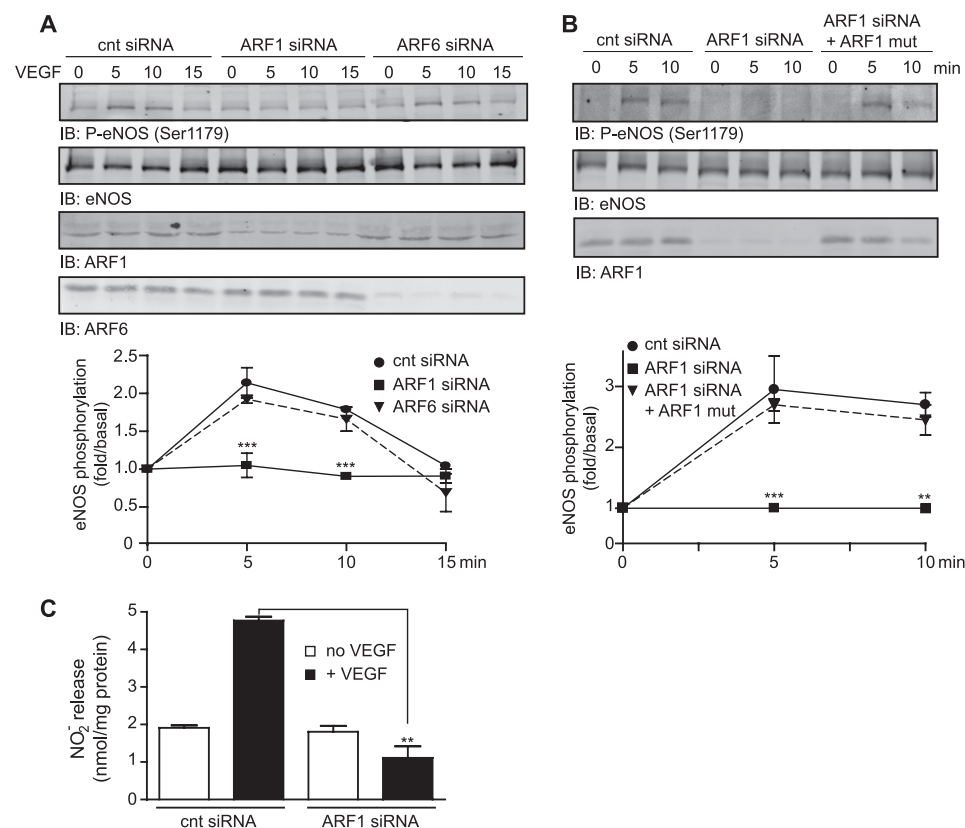 A
cnt siRNA ARF1 siRNA ARF6 siRNA
VEGF 0 5 10 15 0 5 10 15 0 5 10 15
IB: P-eNOS (Ser1179)
IB: eNOS
IB: ARF1
IB: ARF6
eNOS phosphorylation
(fold/basal)
2.5
2.0
1.5
1.0
0.5
0
cnt siRNA
ARF1 siRNA
ARF6 siRNA
*** ***
0 5 10 15 min
B
cnt siRNA ARF1 siRNA ARF1 siRNA
+ ARF1 mut
0 5 10 0 5 10 0 5 10 min
IB: P-eNOS (Ser1179)
IB: eNOS
IB: ARF1
eNOS phosphorylation
(fold/basal)
3
2
1
0
cnt siRNA
ARF1 siRNA
ARF1 siRNA
+ ARF1 mut
*** **
0 5 10 min
C
NO2- release
(nmol/mg protein)
5
4
3
2
1
0
no VEGF
+ VEGF
**
cnt siRNA ARF1 siRNA